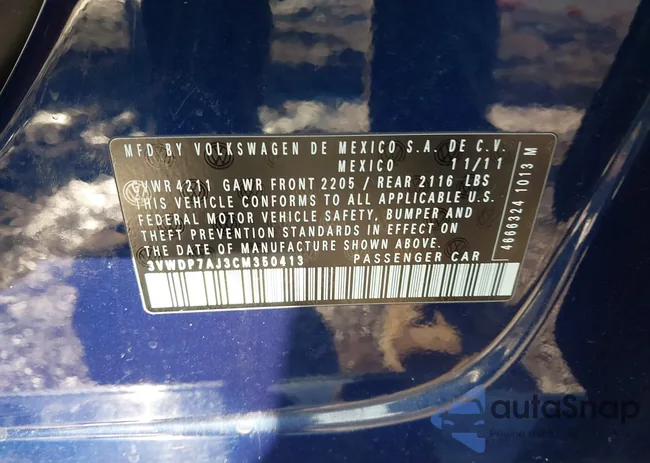 MFD BY VOLKSWAGEN DE MEXICO S.A. DE C.V.
MEXICO 11/11
GVWR 4211 GAWR FRONT 2205 / REAR 2116 LBS
THIS VEHICLE CONFORMS TO ALL APPLICABLE U.S.
FEDERAL MOTOR VEHICLE SAFETY, BUMPER AND
THEFT PREVENTION STANDARDS IN EFFECT ON
THE DATE OF MANUFACTURE SHOWN ABOVE.
3VWDP7AJ3CM350413 PASSENGER CAR
4666324 1013 M
autoSnap